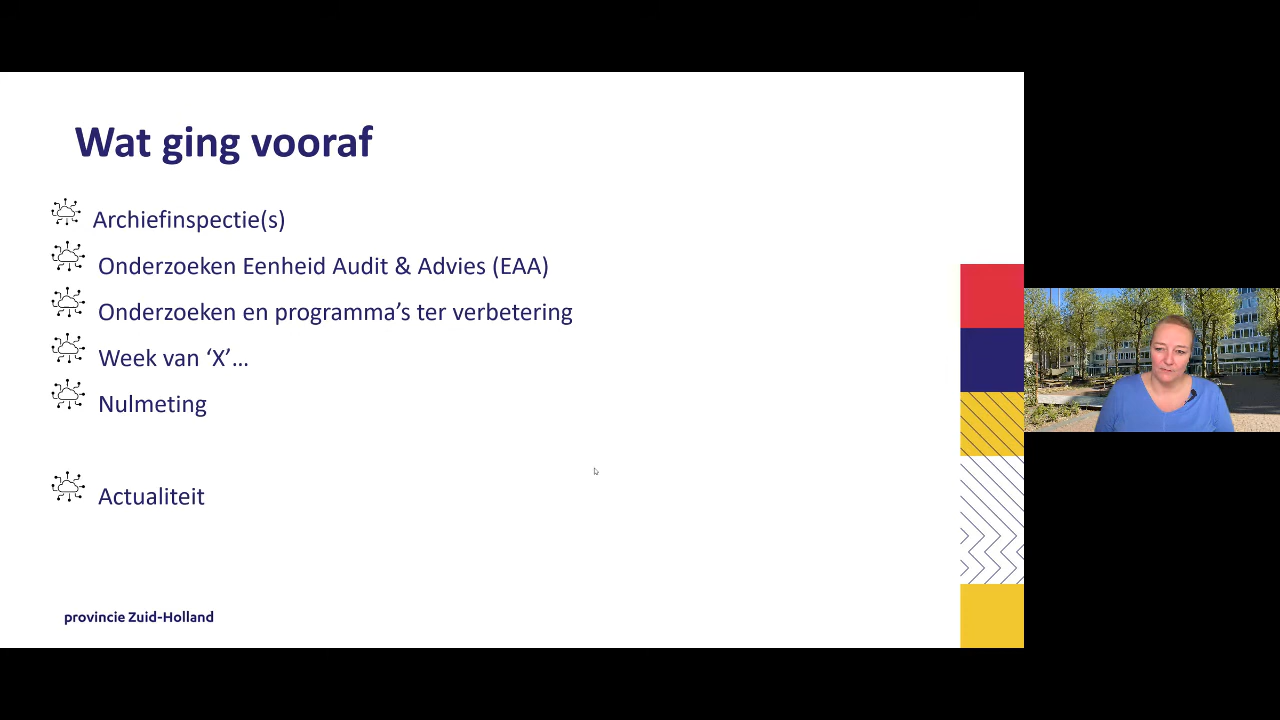 Wat ging vooraf
Archiefinspectie(s)
Onderzoeken Eenheid Audit & Advies (EAA)
Onderzoeken en programma’s ter verbetering
Week van ‘X’…
Nulmeting
Actualiteit
provincie Zuid-Holland